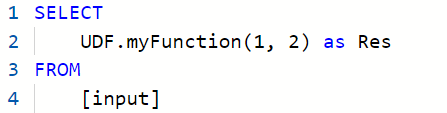 1 SELECT
2 UDF.myFunction(1, 2) as Res
3 FROM
4 [input]